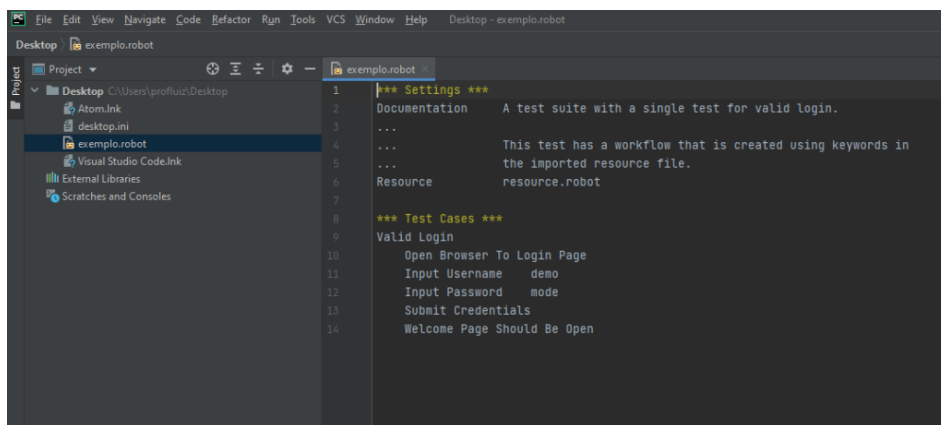 PC File Edit View Navigate Code Refactor Run Tools VCS Window Help Desktop - exemplo.robot
Desktop exemplo.robot
Project
Project
exemplo.robot
Desktop C:\Users\profluiz\Desktop
Atom.lnk
desktop.ini
exemplo.robot
Visual Studio Code.lnk
External Libraries
Scratches and Consoles
1 *** Settings ***
2 Documentation A test suite with a single test for valid login.
3 ...
4 ... This test has a workflow that is created using keywords in
5 ... the imported resource file.
6 Resource resource.robot
7
8 *** Test Cases ***
9 Valid Login
10 Open Browser To Login Page
11 Input Username demo
12 Input Password mode
13 Submit Credentials
14 Welcome Page Should Be Open